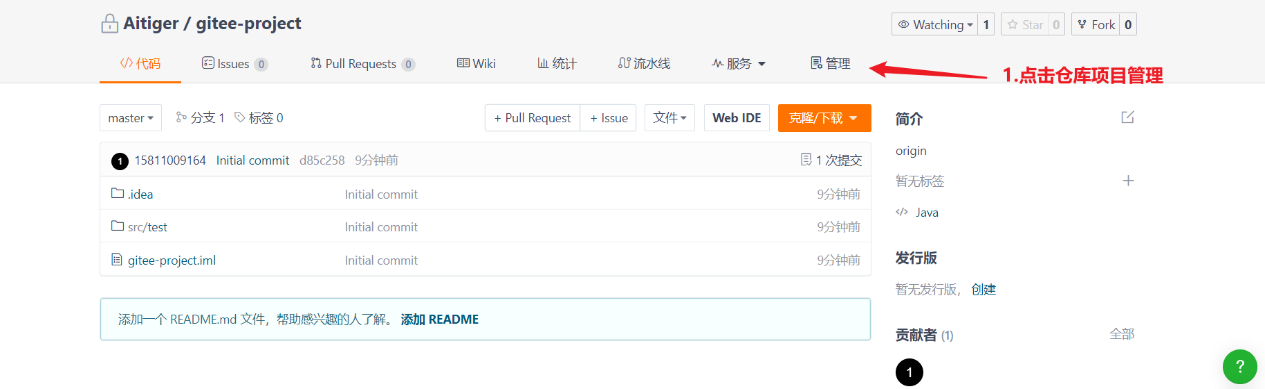 Aitiger / gitee-project
Watching 1 Star 0 Fork 0
代码 Issues 0 Pull Requests 0 Wiki 统计 流水线 服务 管理
1.点击仓库项目管理
master 分支 1 标签 0 + Pull Request + Issue 文件 Web IDE 克隆/下载
1 15811009164 Initial commit d85c258 9分钟前 1 次提交
.idea Initial commit 9分钟前
src/test Initial commit 9分钟前
gitee-project.iml Initial commit 9分钟前
添加一个 README.md 文件，帮助感兴趣的人了解。 添加 README
简介
origin
暂无标签
Java
发行版
暂无发行版， 创建
贡献者 (1) 全部
1
?